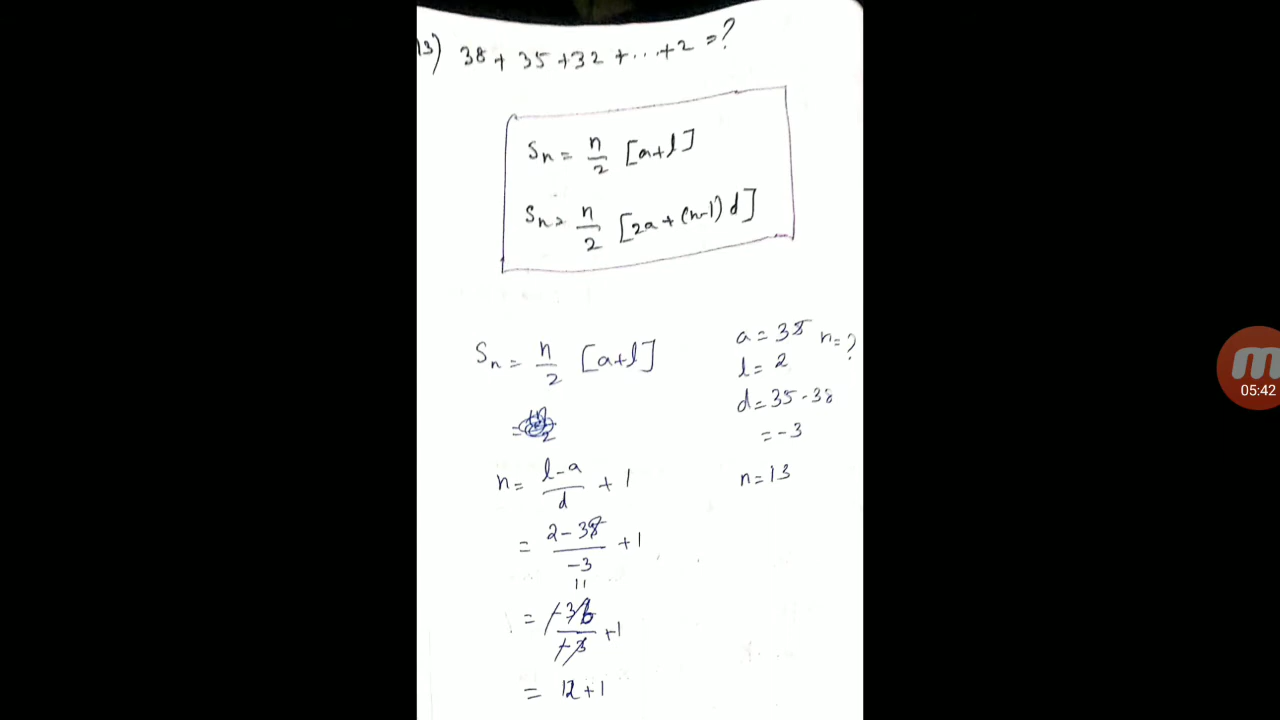 13) 38 + 35 + 32 + ... + 2 = ?
Sn = n/2 [a+l]
Sn = n/2 [2a + (n-1) d]
Sn = n/2 [a+l]
n = (l-a)/d + 1
= (2-38)/-3 + 1
= -36/-3 + 1
= 12 + 1
a = 38 n = ?
l = 2
d = 35 - 38
= -3
n = 13
05:42